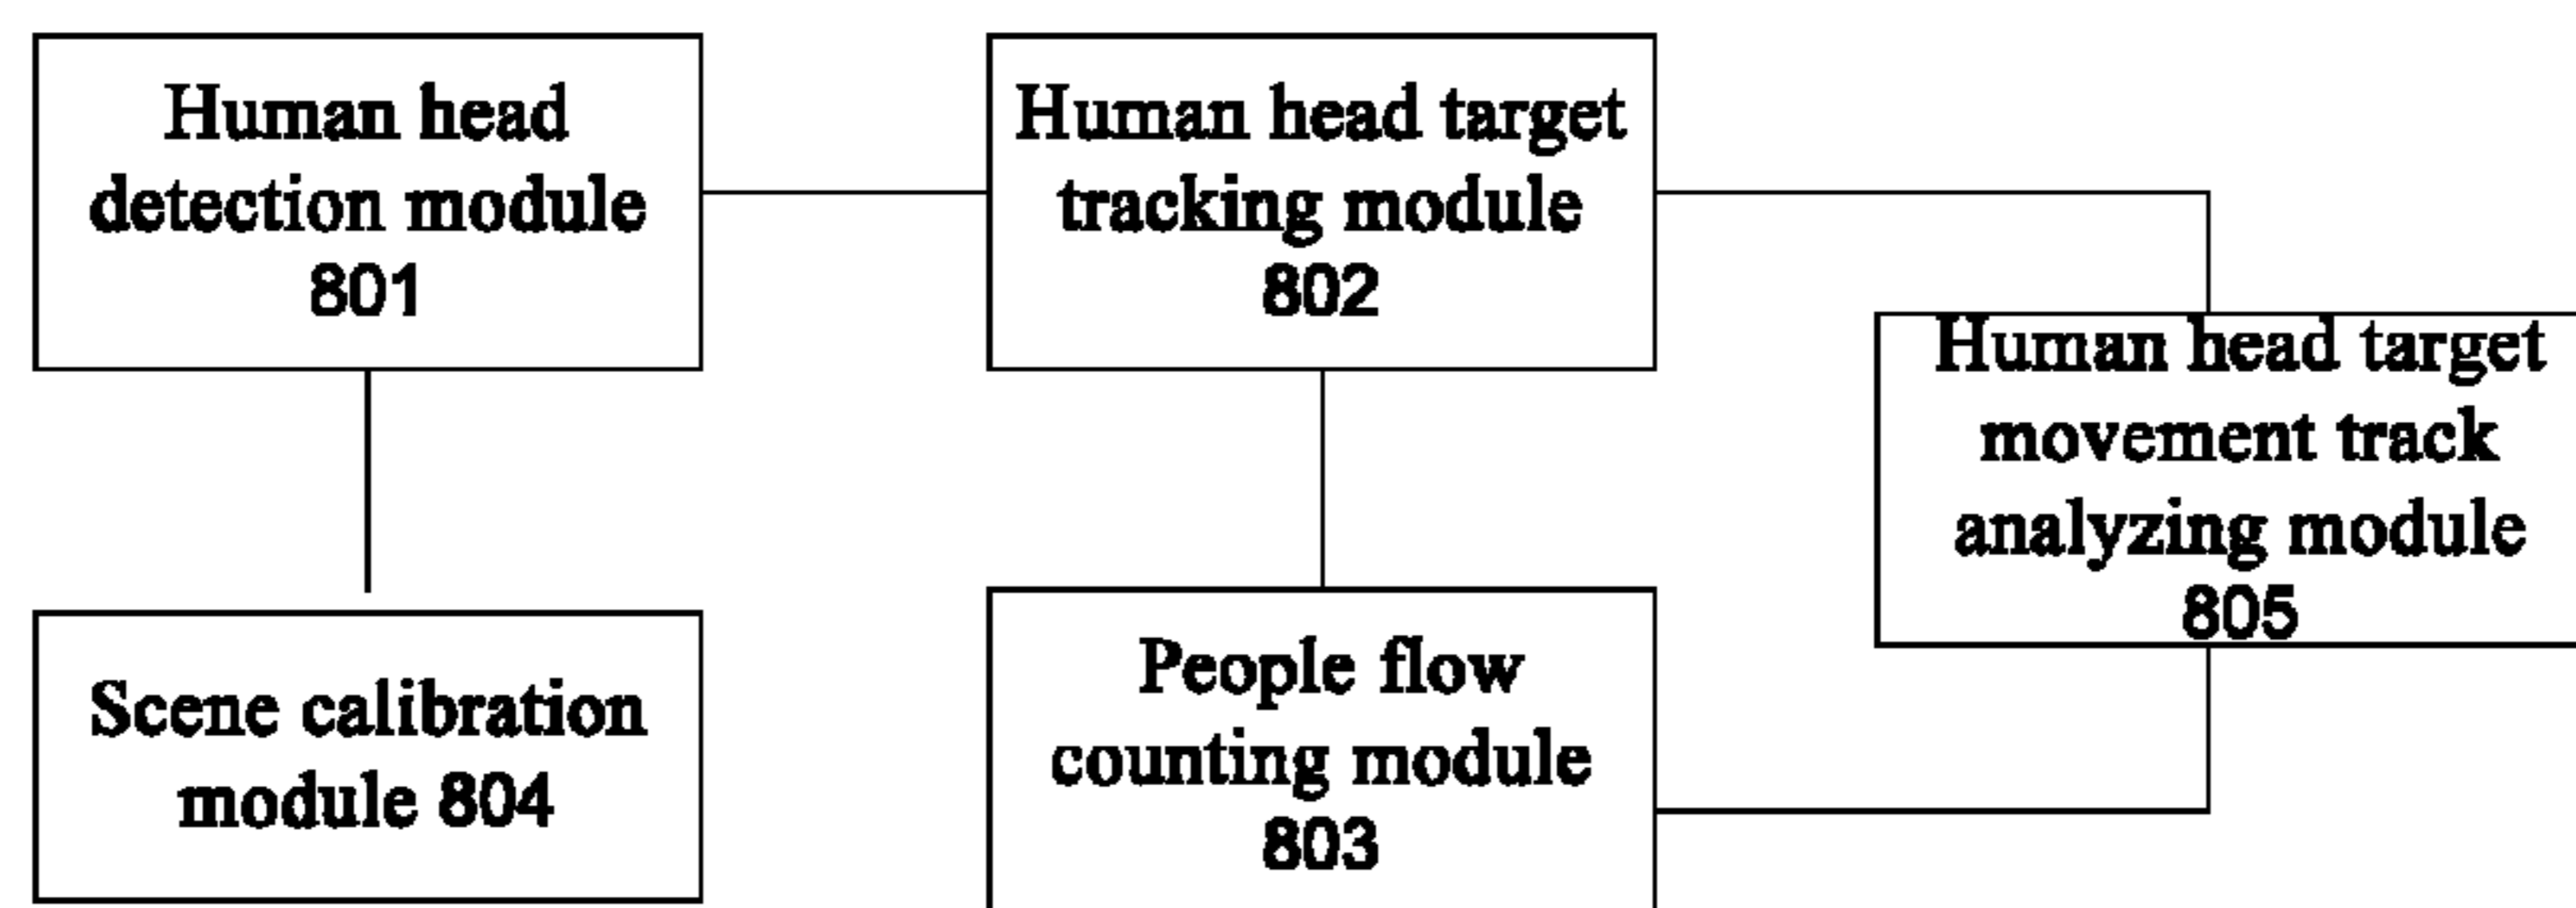 Human head
detection module
801
Human head target
tracking module
802
Human head target
movement track
analyzing module
805
Scene calibration
module 804
People flow
counting module
803